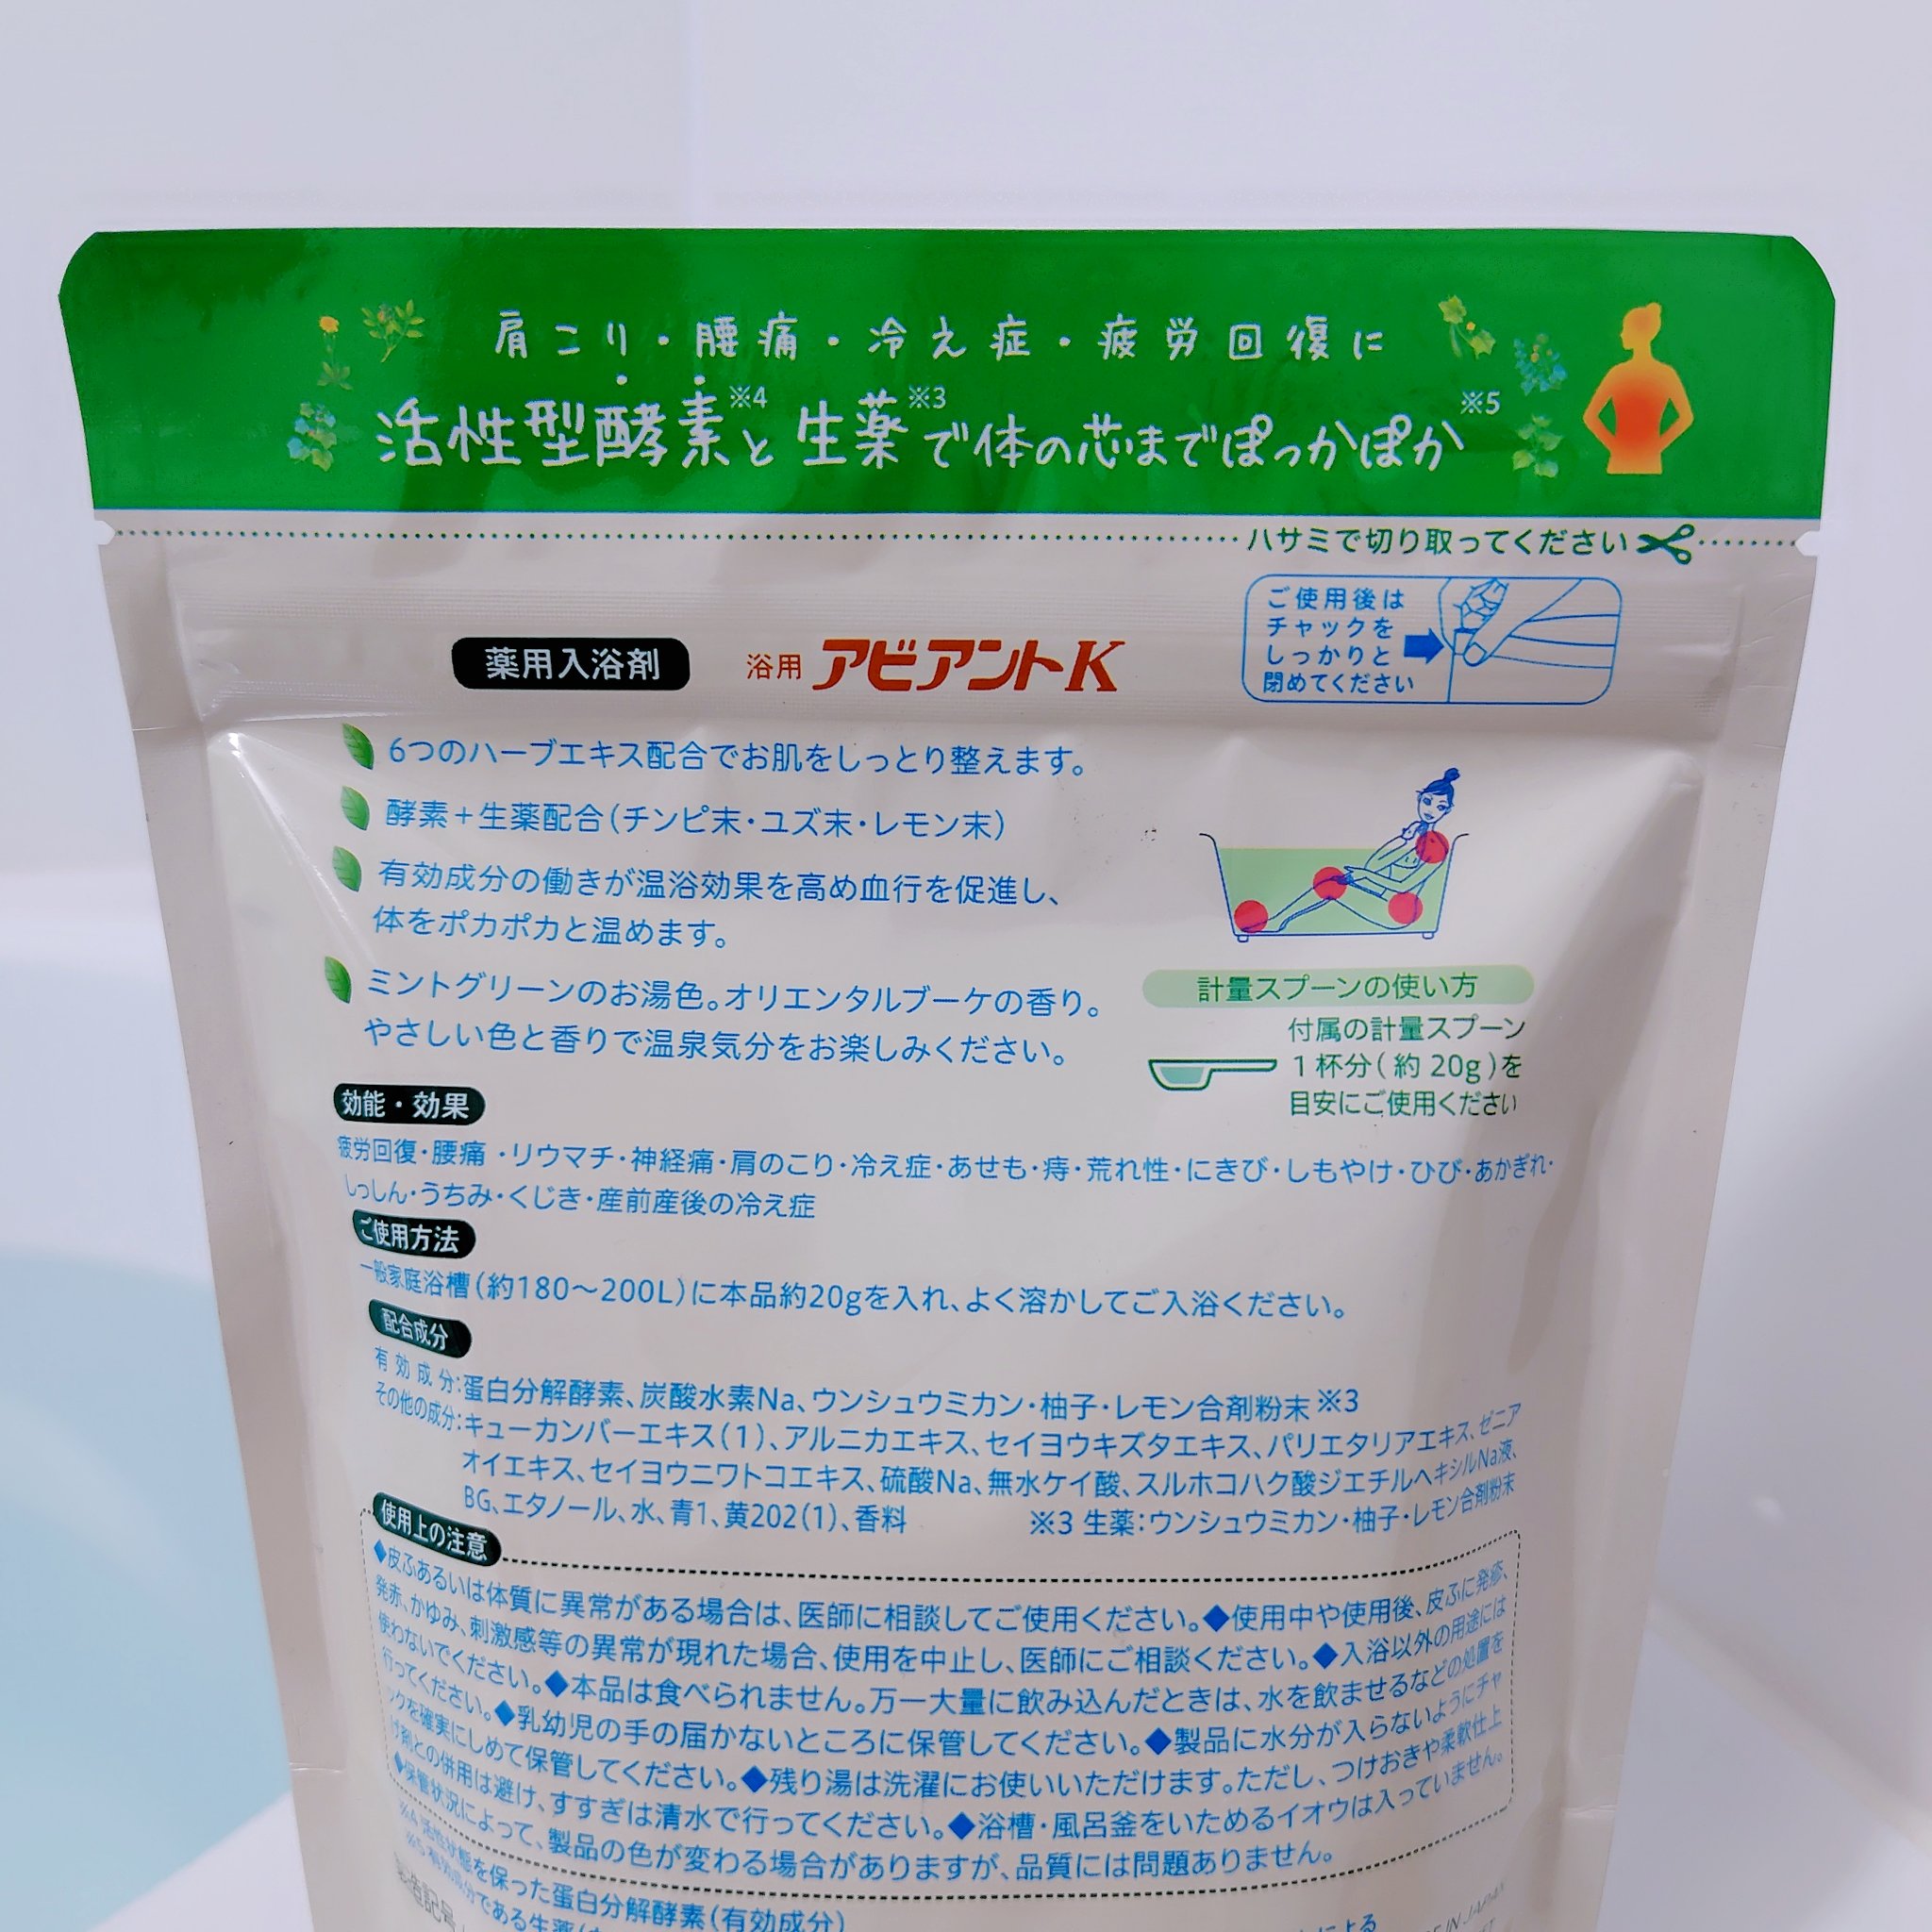 肩こり・腰痛・冷え症・疲労回復に
活性型酵素※4と生薬※3で体の芯までぽっかぽか※5
ハサミで切り取ってください
ご使用後は
チャックを
しっかりと
閉めてください
薬用入浴剤
浴用 アビアントK
6つのハーブエキス配合でお肌をしっとり整えます。
酵素+生薬配合(チンピ末・ユズ末・レモン末)
有効成分の働きが温浴効果を高め血行を促進し、
体をポカポカと温めます。
ミントグリーンのお湯色。オリエンタルブーケの香り。
やさしい色と香りで温泉気分をお楽しみください。
計量スプーンの使い方
付属の計量スプーン
1杯分(約 20g)を
目安にご使用ください
効能・効果
疲労回復・腰痛・リウマチ・神経痛・肩のこり・冷え症・あせも・痔・荒れ性・にきび・しもやけ・ひび・あかぎれ・
しっしん・うちみ・くじき・産前産後の冷え症
ご使用方法
一般家庭浴槽(約180〜200L)に本品約20gを入れ、よく溶かしてご入浴ください。
配合成分
有効成分:蛋白分解酵素、炭酸水素Na、ウンシュウミカン・柚子・レモン合剤粉末※3
その他の成分:キューカンバーエキス(1)、アルニカエキス、セイヨウキズタエキス、パリエタリアエキス、ゼニア
オイエキス、セイヨウニワトコエキス、硫酸Na、無水ケイ酸、スルホコハク酸ジエチルヘキシルNa液、
BG、エタノール、水、青1、黄202(1)、香料
※3 生薬:ウンシュウミカン・柚子・レモン合剤粉末
使用上の注意
◆皮ふあるいは体質に異常がある場合は、医師に相談してご使用ください。◆使用中や使用後、皮ふに発疹、
発赤、かゆみ、刺激感等の異常が現れた場合、使用を中止し、医師にご相談ください。◆入浴以外の用途には
使わないでください。◆本品は食べられません。万一大量に飲み込んだときは、水を飲ませるなどの処置を
行ってください。◆乳幼児の手の届かないところに保管してください。◆製品に水分が入らないようにチャ
ックを確実にしめて保管してください。◆残り湯は洗濯にお使いいただけます。ただし、つけおきや柔軟仕上
げ剤との併用は避け、すすぎは清水で行ってください。◆浴槽・風呂釜をいためるイオウは入っていません。
◆保管状況によって、製品の色が変わる場合がありますが、品質には問題ありません。
※4 活性状態を保った蛋白分解酵素(有効成分)
※5 有効成分である生薬
による
製造記号
IN JAPAN